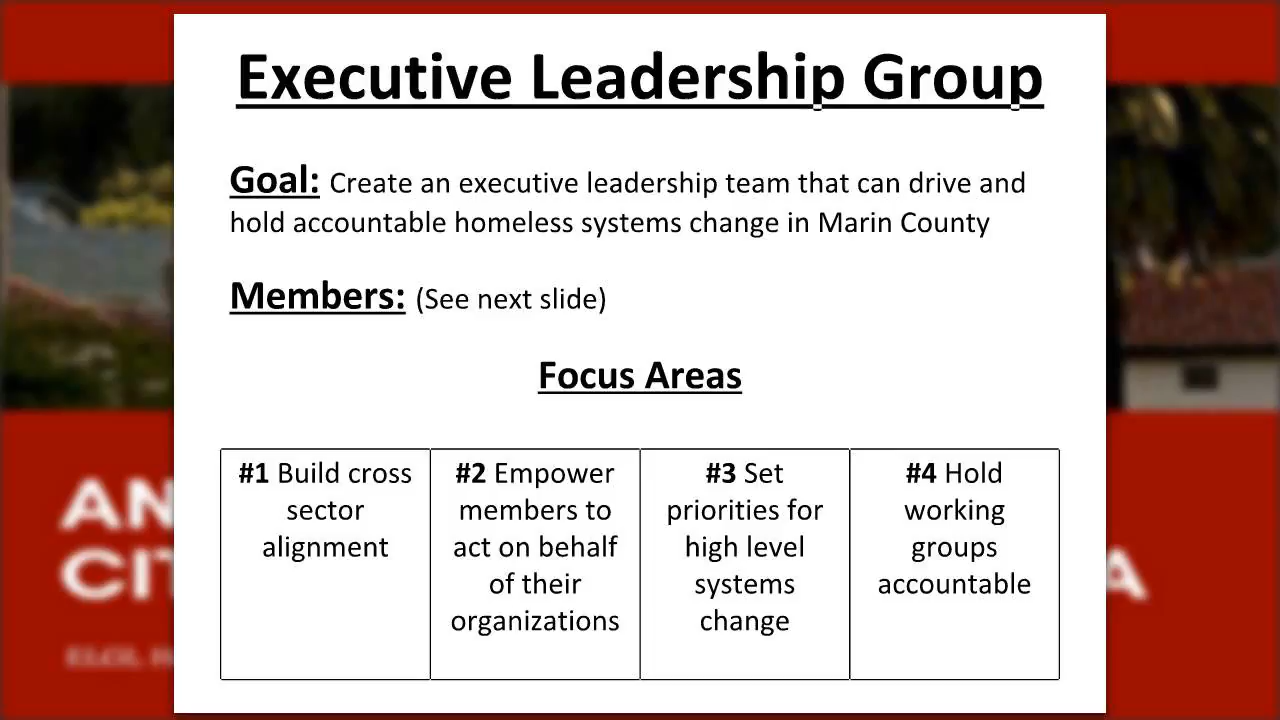 Executive Leadership Group
Goal: Create an executive leadership team that can drive and
hold accountable homeless systems change in Marin County
Members: (See next slide)
Focus Areas
#1 Build cross
sector
alignment
#2 Empower
members to
act on behalf
of their
organizations
#3 Set
priorities for
high level
systems
change
#4 Hold
working
groups
accountable
AN
CIT
A